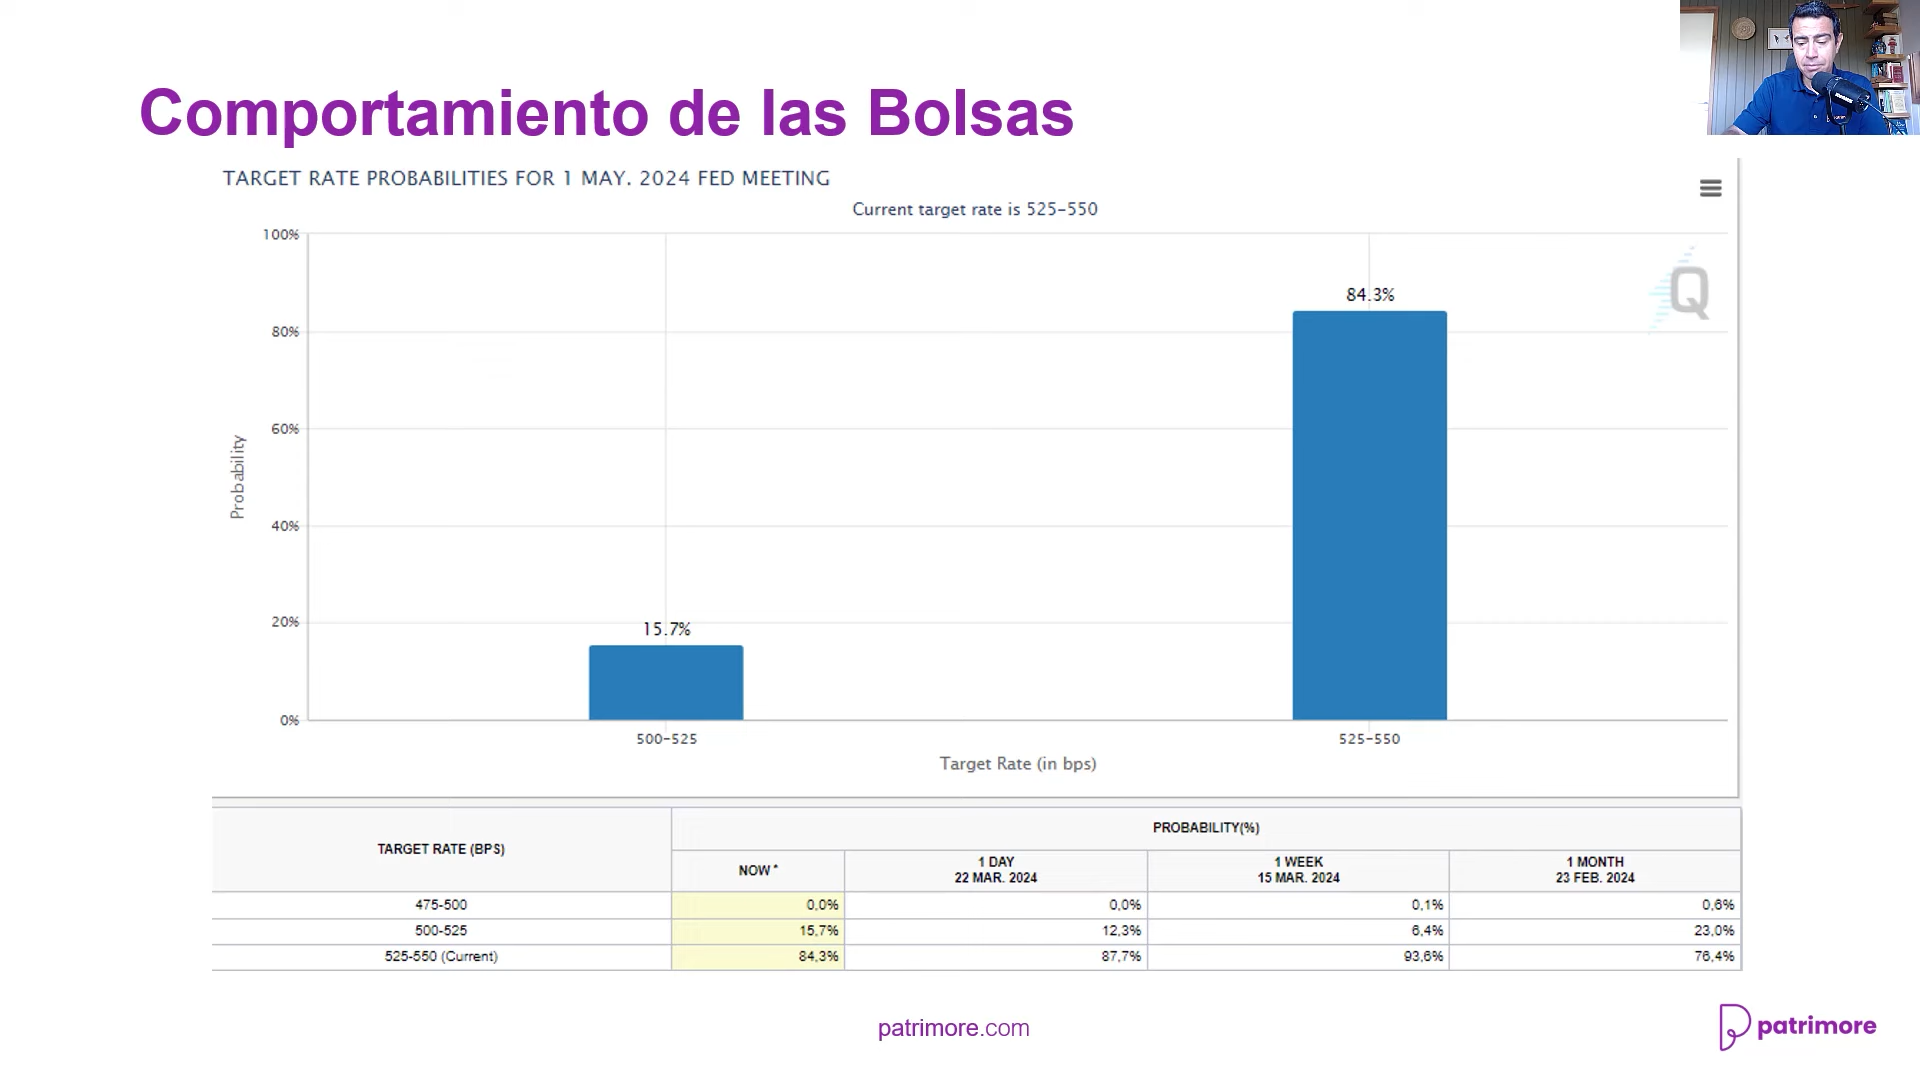 Comportamiento de las Bolsas
TARGET RATE PROBABILITIES FOR 1 MAY. 2024 FED MEETING
Current target rate is 525-550
100%
80%
60%
40%
20%
0%
Probability
Q
15.7%
84.3%
500-525
525-550
Target Rate (in bps)
TARGET RATE (BPS)
PROBABILITY(%)
NOW *
1 DAY
22 MAR. 2024
1 WEEK
15 MAR. 2024
1 MONTH
23 FEB. 2024
475-500 0,0% 0,0% 0,1% 0,6%
500-525 15,7% 12,3% 6,4% 23,0%
525-550 (Current) 84,3% 87,7% 93,6% 76,4%
patrimore.com
patrimore